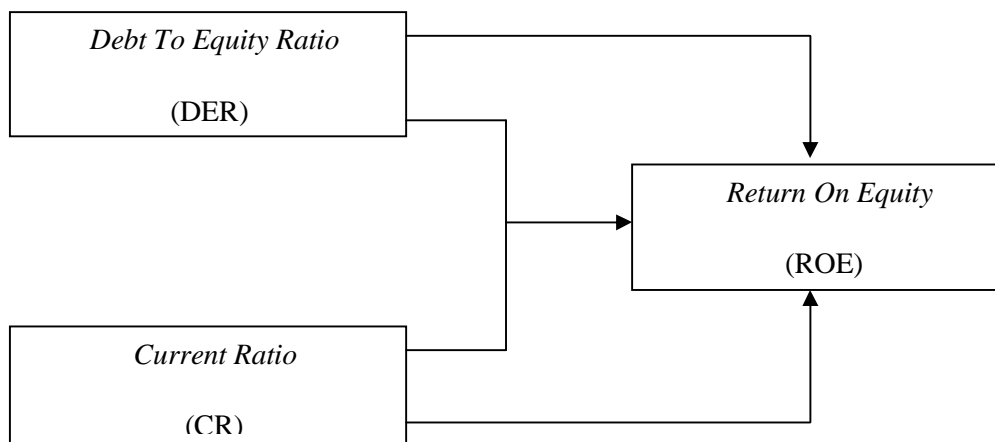 Debt To Equity Ratio
(DER)
Return On Equity
(ROE)
Current Ratio
(CR)